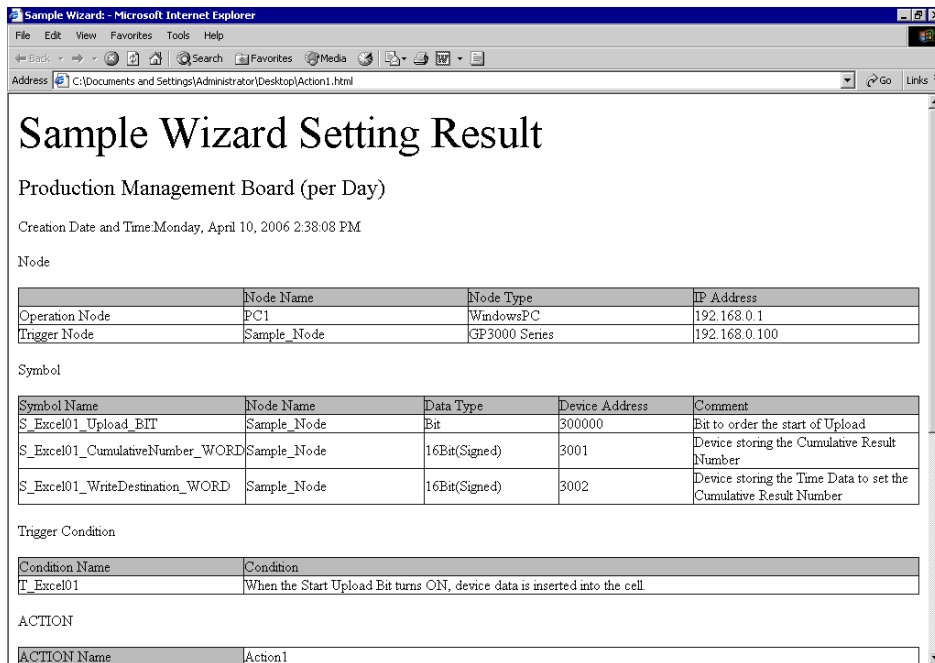 Sample Wizard: - Microsoft Internet Explorer
File Edit View Favorites Tools Help
Back Search Favorites Media
Address C:\Documents and Settings\Administrator\Desktop\Action1.html Go Links
Sample Wizard Setting Result
Production Management Board (per Day)
Creation Date and Time:Monday, April 10, 2006 2:38:08 PM
Node
Node Name Node Type IP Address
Operation Node PC1 WindowsPC 192.168.0.1
Trigger Node Sample_Node GP3000 Series 192.168.0.100
Symbol
Symbol Name Node Name Data Type Device Address Comment
S_Excel01_Upload_BIT Sample_Node Bit 300000 Bit to order the start of Upload
S_Excel01_CumulativeNumber_WORD Sample_Node 16Bit(Signed) 3001 Device storing the Cumulative Result
Number
S_Excel01_WriteDestination_WORD Sample_Node 16Bit(Signed) 3002 Device storing the Time Data to set the
Cumulative Result Number
Trigger Condition
Condition Name Condition
T_Excel01 When the Start Upload Bit turns ON, device data is inserted into the cell.
ACTION
ACTION Name Action1